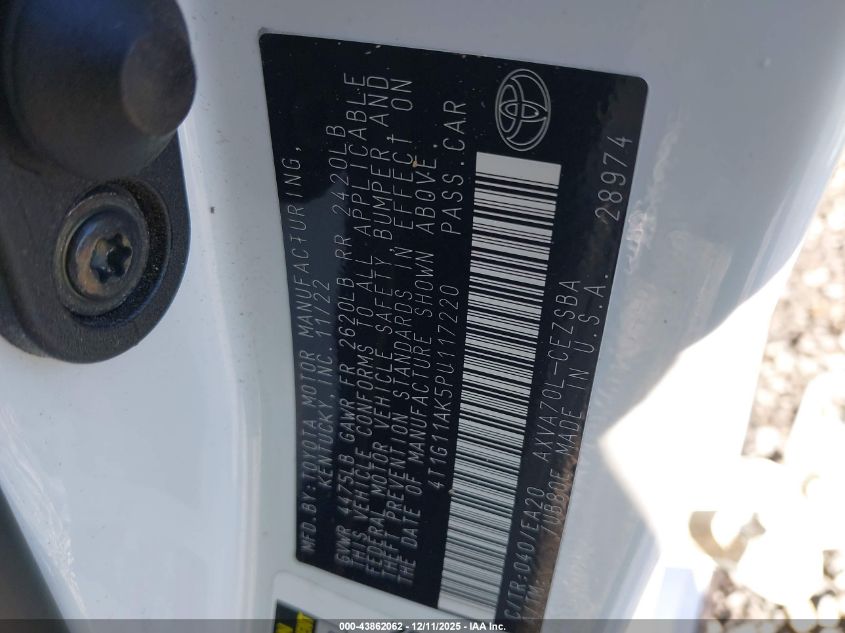 MFD. BY: TOYOTA MOTOR MANUFACTURING,
KENTUCKY, INC 11/22
GVWR 4475LB GAWR FR 2620LB RR 2420LB
THIS VEHICLE CONFORMS TO ALL APPLICABLE
FEDERAL MOTOR VEHICLE SAFETY, BUMPER, AND
THEFT PREVENTION STANDARDS IN EFFECT ON
THE DATE OF MANUFACTURE SHOWN ABOVE.
4T1G11AK5PU117220 PASS.CAR
C/TR:040/EA20 AXVA70L-CEZSBA
A/TM: /UB80E MADE IN U.S.A. 28974
000-43862062 - 12/11/2025 - IAA Inc.